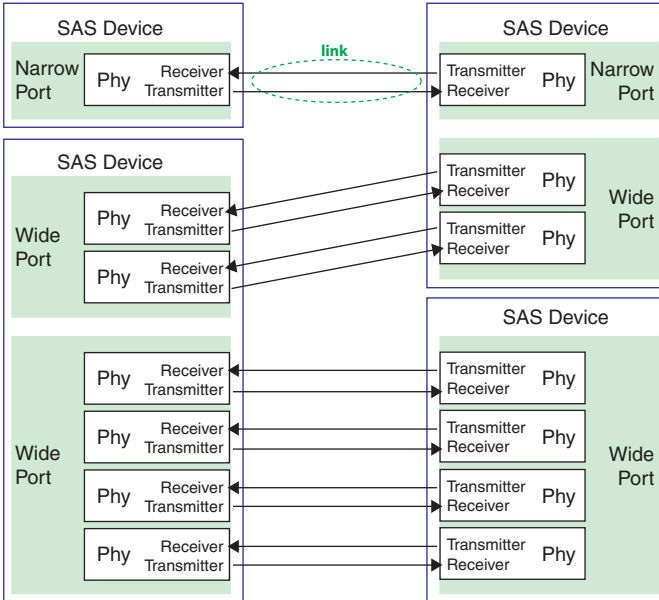 SAS Device
Narrow
Port
Phy
Receiver
Transmitter
link
SAS Device
Transmitter
Receiver
Phy
Narrow
Port
Transmitter
Receiver
Phy
Transmitter
Receiver
Phy
Wide
Port
SAS Device
Wide
Port
Phy
Receiver
Transmitter
Phy
Receiver
Transmitter
Wide
Port
Phy
Receiver
Transmitter
Phy
Receiver
Transmitter
Phy
Receiver
Transmitter
Phy
Receiver
Transmitter
SAS Device
Transmitter
Receiver
Phy
Transmitter
Receiver
Phy
Transmitter
Receiver
Phy
Transmitter
Receiver
Phy
Wide
Port